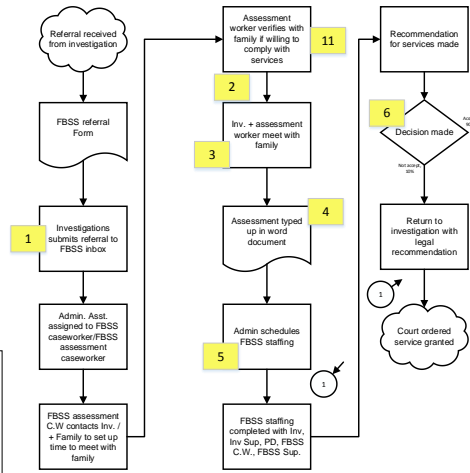 Referral received
from investigation
FBSS referral
Form
1
Investigations
submits referral to
FBSS inbox
Admin. Asst.
assigned to FBSS
caseworker/FBSS
assessment
caseworker
FBSS assessment
C.W contacts Inv. /
+ Family to set up
time to meet with
family
Assessment
worker verifies with
family if willing to
comply with
services
11
2
Inv. + assessment
worker meet with
family
3
Assessment typed
up in word
document
4
Admin schedules
FBSS staffing
5
1
FBSS staffing
completed with Inv,
Inv Sup, PD, FBSS
C.W., FBSS Sup.
Recommendation
for services made
6
Decision made
Not accept,
10%
Return to
investigation with
legal
recommendation
1
Court ordered
service granted